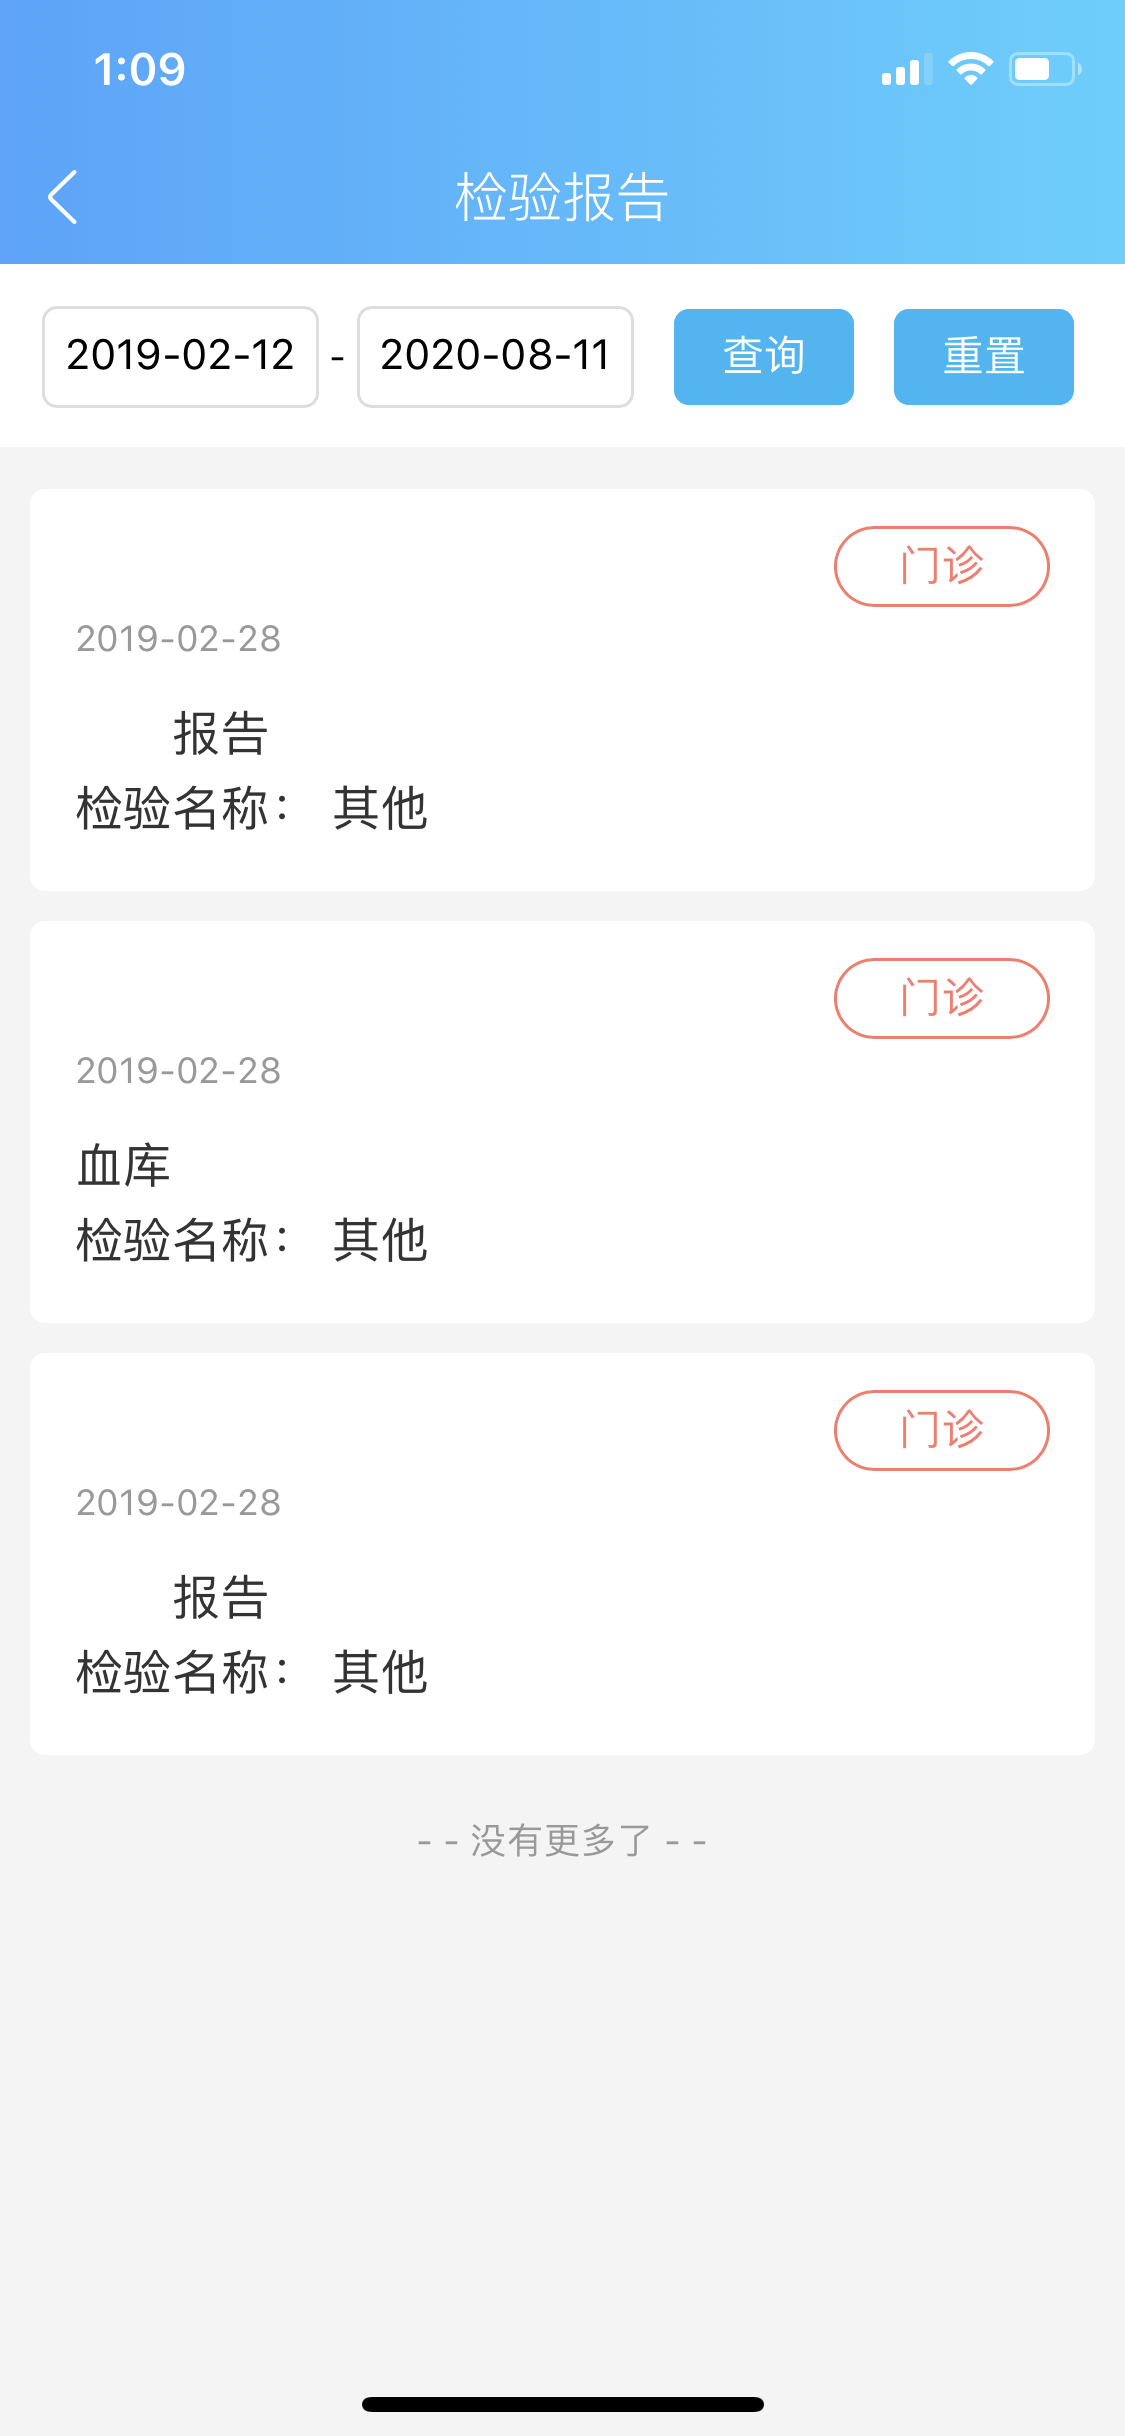 1:09
检验报告
2019-02-12 - 2020-08-11 查询 重置
门诊
2019-02-28
报告
检验名称： 其他
门诊
2019-02-28
血库
检验名称： 其他
门诊
2019-02-28
报告
检验名称： 其他
- - 没有更多了 - -